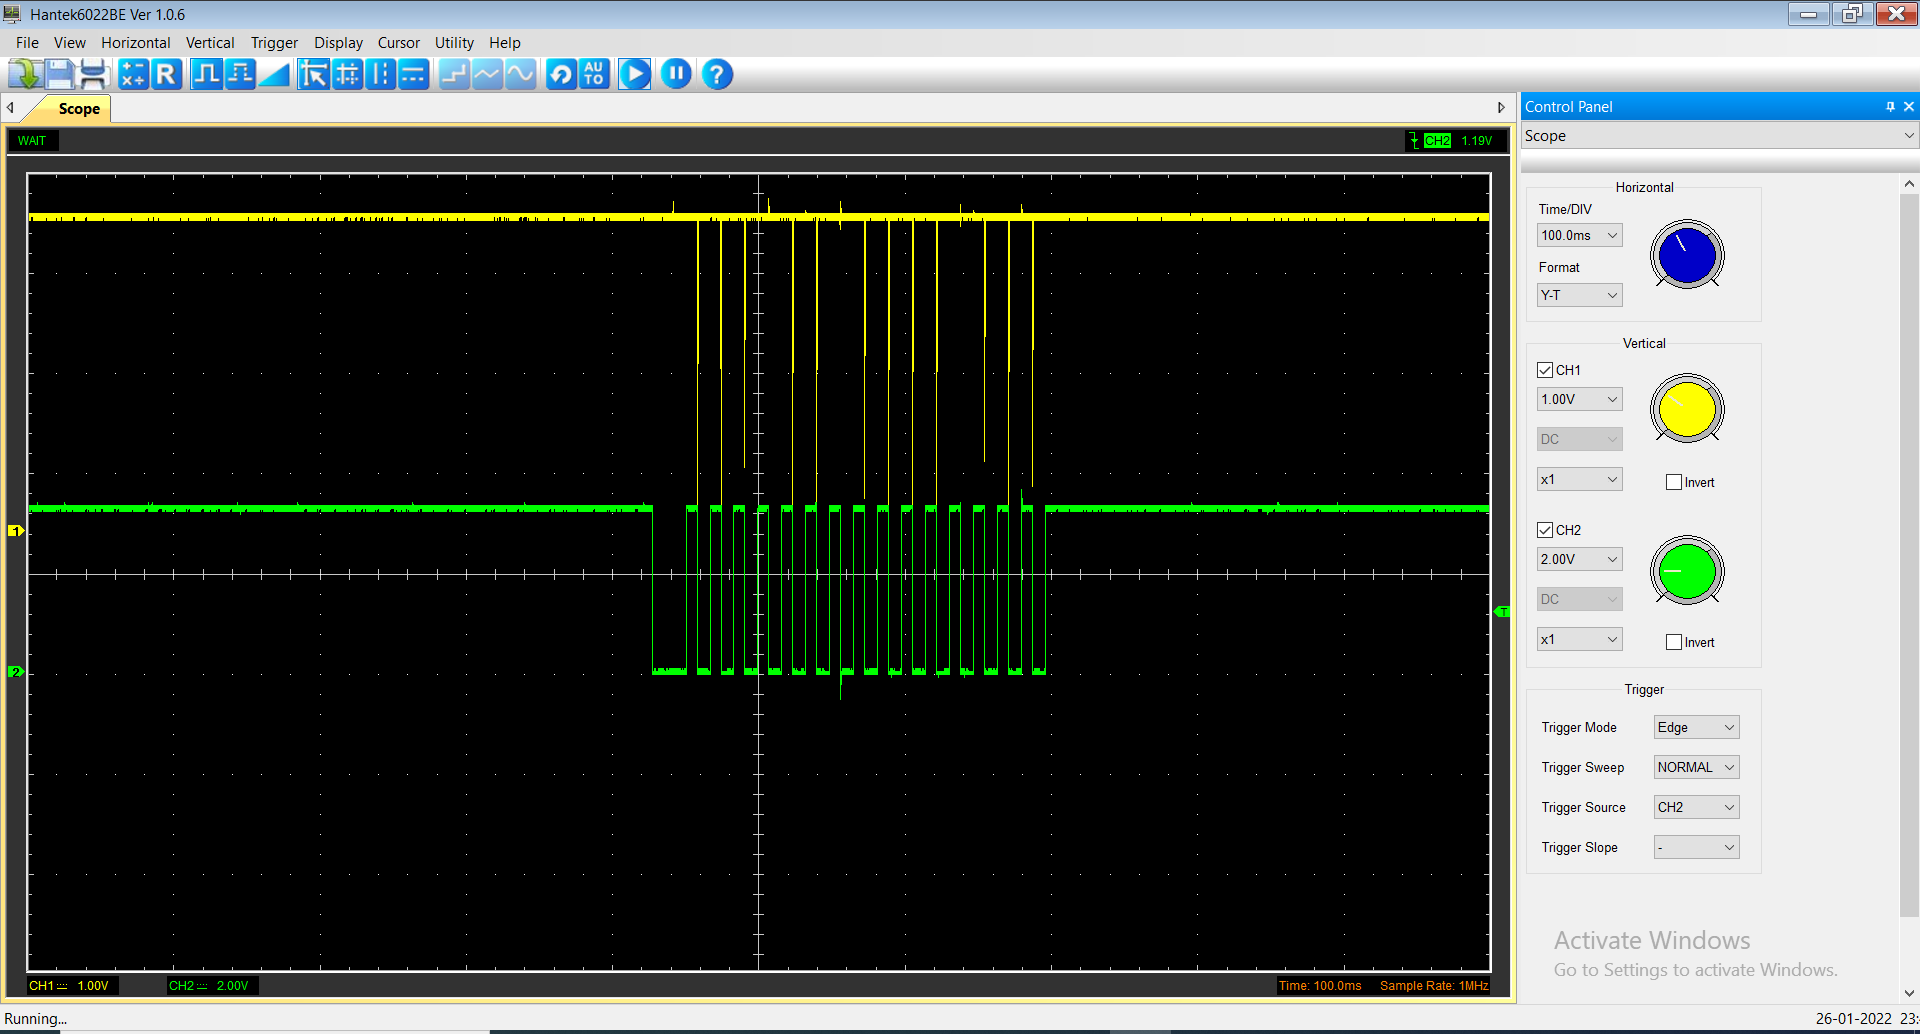 Hantek6022BE Ver 1.0.6
File View Horizontal Vertical Trigger Display Cursor Utility Help
R AU TO ?
Scope
Control Panel
Scope
WAIT
CH2 1.19V
Horizontal
Time/DIV
100.0ms
Format
Y-T
Vertical
CH1
1.00V
DC
x1
Invert
CH2
2.00V
DC
x1
Invert
1
2
T
Trigger
Trigger Mode Edge
Trigger Sweep NORMAL
Trigger Source CH2
Trigger Slope -
Activate Windows
Go to Settings to activate Windows.
CH1 1.00V CH2 2.00V Time: 100.0ms Sample Rate: 1MHz
Running... 26-01-2022 23: